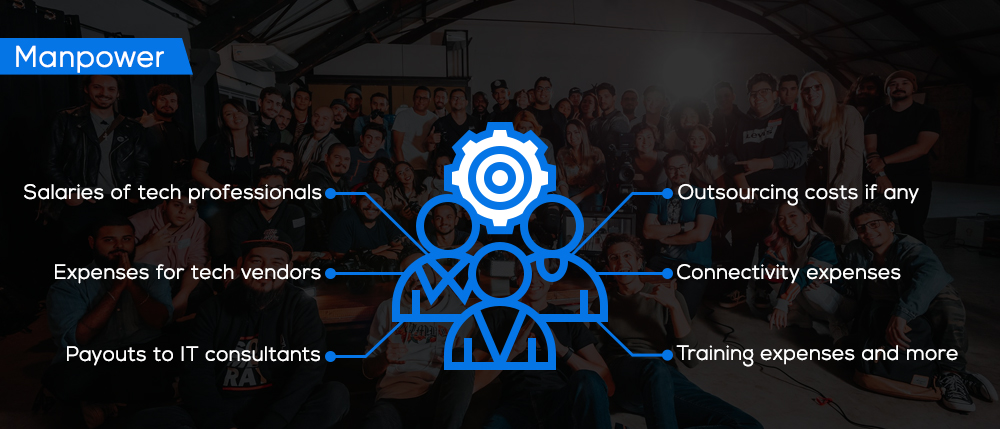 Manpower
Salaries of tech professionals
Outsourcing costs if any
Expenses for tech vendors
Connectivity expenses
Payouts to IT consultants
Training expenses and more
RA